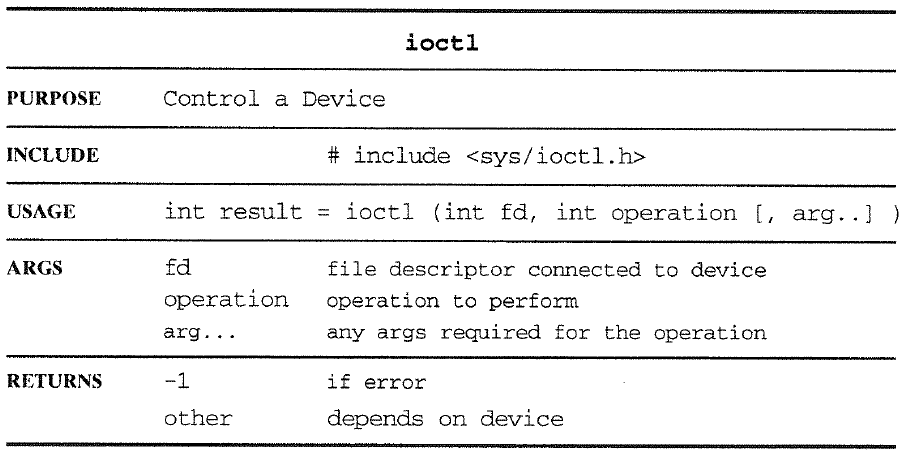 ioctl
PURPOSE Control a Device
INCLUDE # include <sys/ioctl.h>
USAGE int result = ioctl (int fd, int operation [, arg..] )
ARGS fd file descriptor connected to device
operation operation to perform
arg... any args required for the operation
RETURNS -1 if error
other depends on device